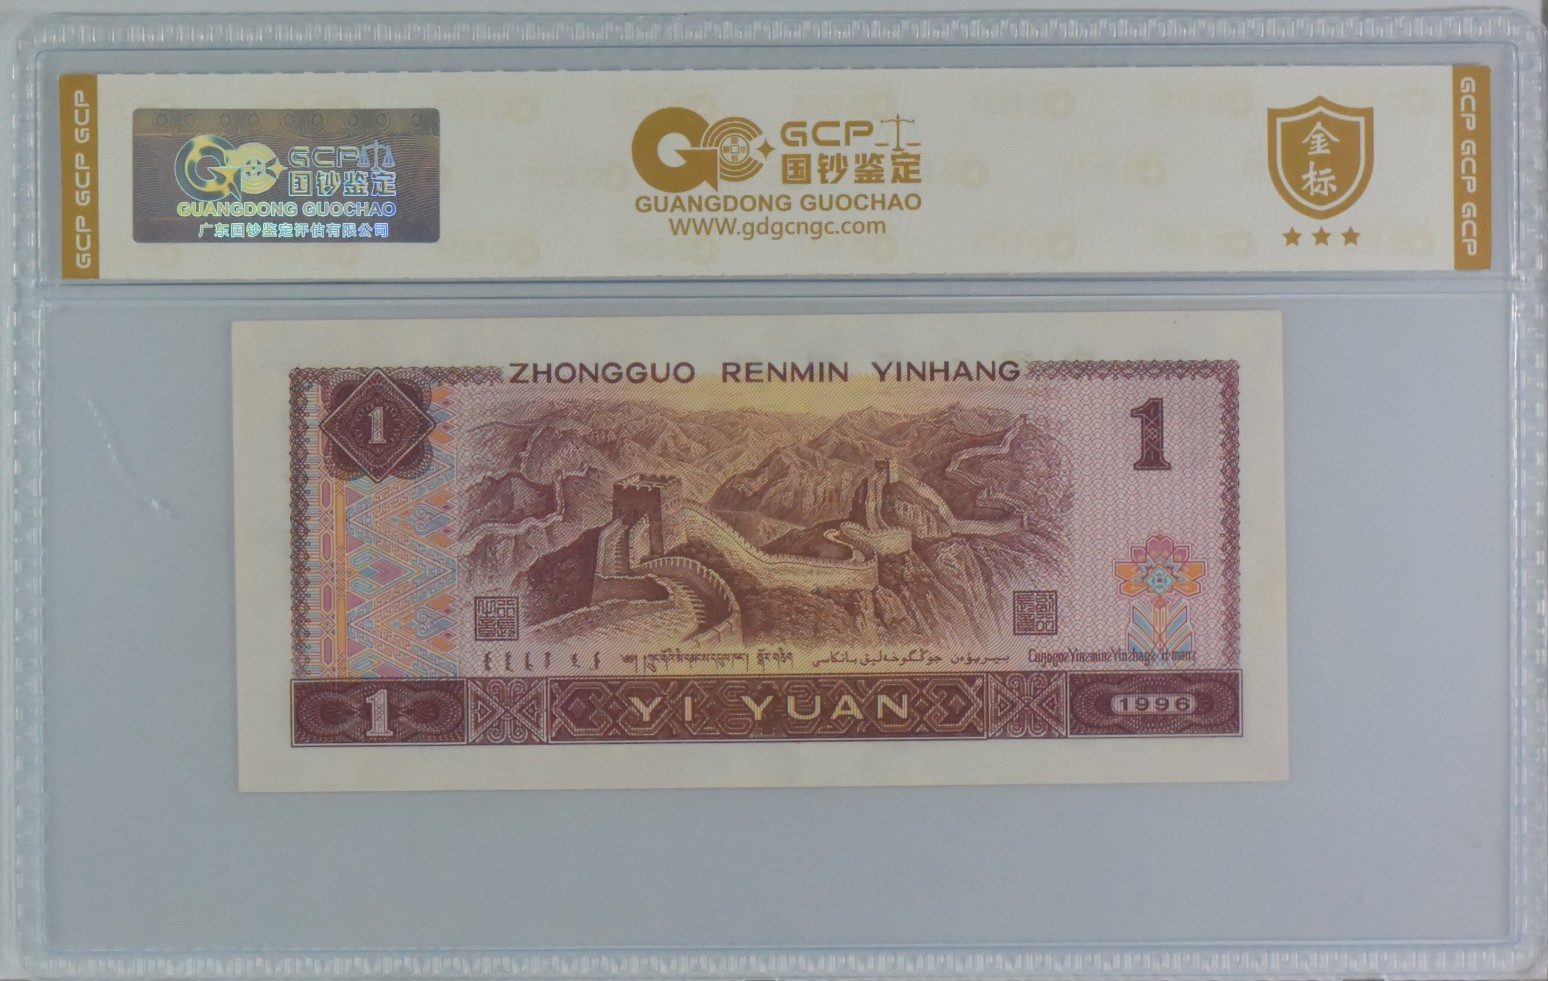 GCP GCP GCP
GCP 国钞鉴定
GUANGDONG GUOCHAO
广东国钞鉴定评估有限公司
GCP
国钞鉴定
GUANGDONG GUOCHAO
WWW.gdgcngc.com
金
标
GCP GCP GCP
ZHONGGUO RENMIN YINHANG
1
1
1
YI YUAN
1996